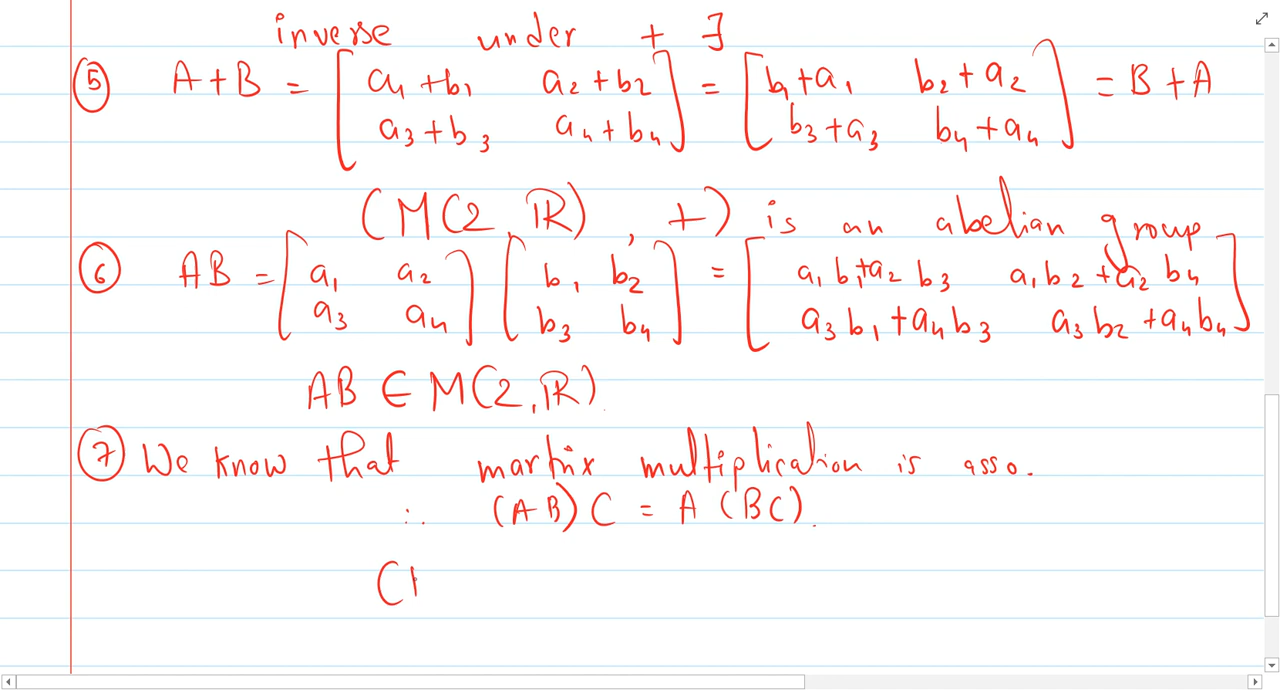 inverse under + ∃
⑤ A+B = [a₁+b₁ a₂+b₂ = [b₁+a₁ b₂+a₂ = B+A
a₃+b₃ a₄+b₄] b₃+a₃ b₄+a₄]
(M(2, ℝ), +) is an abelian group
⑥ AB = [a₁ a₂ [b₁ b₂ = [a₁b₁+a₂b₃ a₁b₂+a₂b₄
a₃ a₄] b₃ b₄] a₃b₁+a₄b₃ a₃b₂+a₄b₄]
AB ∈ M(2, ℝ).
⑦ We know that martrix multiplication is asso.
∴ (AB)C = A(BC).
(